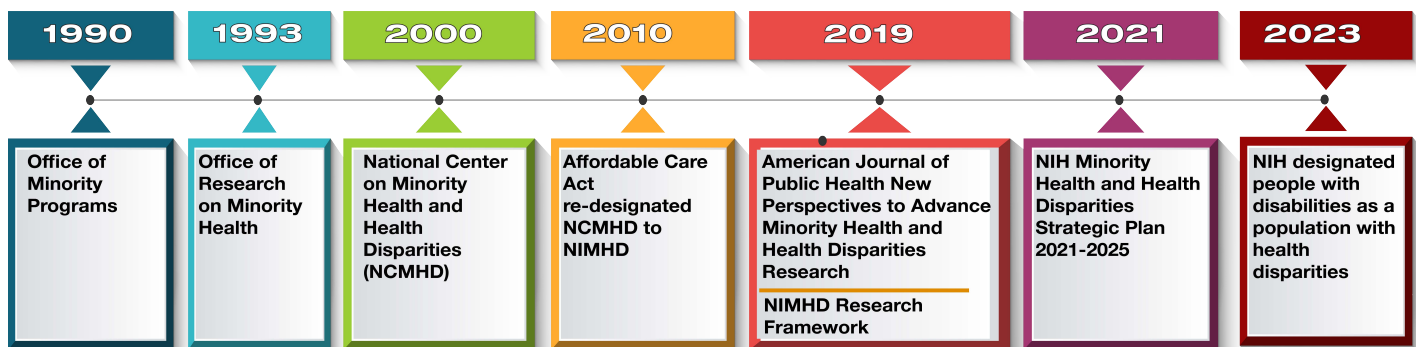 1990
Office of
Minority
Programs
1993
Office of
Research
on Minority
Health
2000
National Center
on Minority
Health and
Health
Disparities
(NCMHD)
2010
Affordable Care
Act
re-designated
NCMHD to
NIMHD
2019
American Journal of
Public Health New
Perspectives to Advance
Minority Health and
Health Disparities
Research
NIMHD Research
Framework
2021
NIH Minority
Health and Health
Disparities
Strategic Plan
2021-2025
2023
NIH designated
people with
disabilities as a
population with
health
disparities